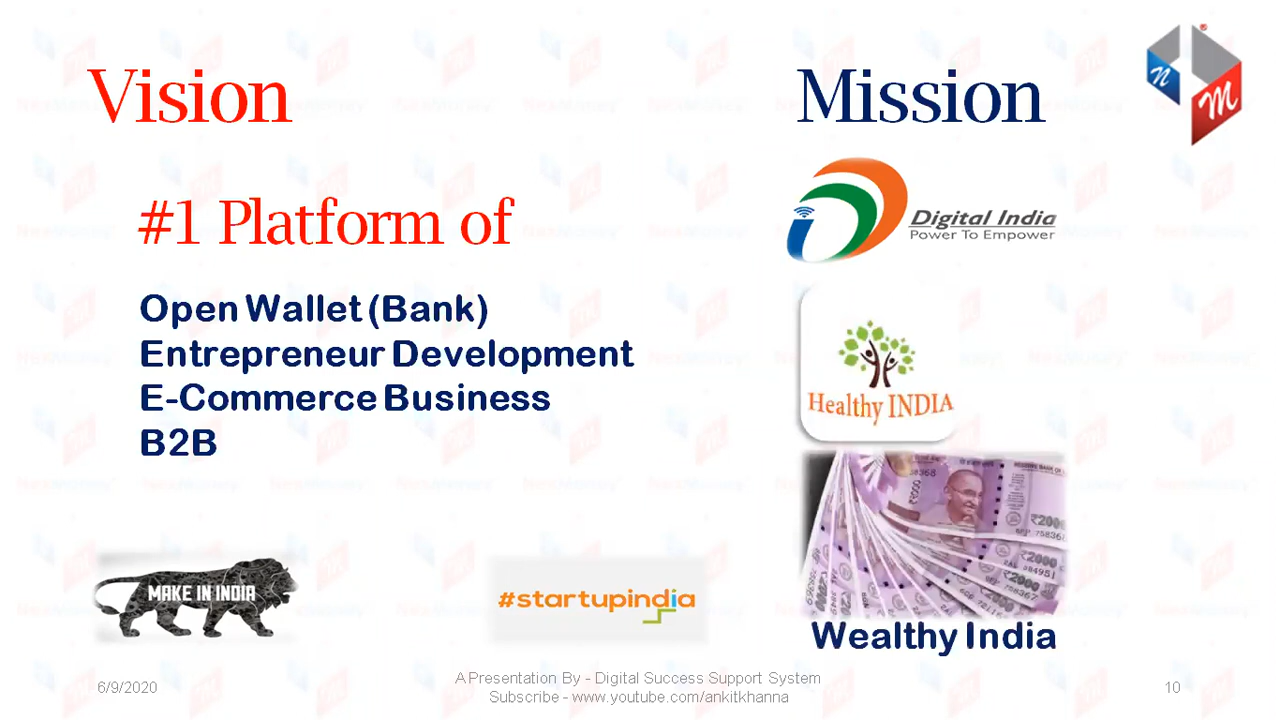 Vision
Mission
#1 Platform of
Open Wallet (Bank)
Entrepreneur Development
E-Commerce Business
B2B
Digital India
Power To Empower
Healthy INDIA
MAKE IN INDIA
#startupindia
Wealthy India
6/9/2020
A Presentation By - Digital Success Support System
Subscribe - www.youtube.com/ankitkhanna
10
n
M
NexMoney
₹2000